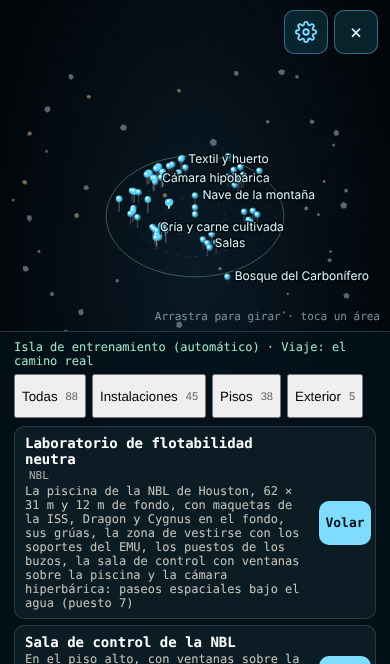 ×
Textil y huerto
Cámara hipobárica
Nave de la montaña
Cría y carne cultivada
Salas
Bosque del Carbonífero
Arrastra para girar · toca un área
Isla de entrenamiento (automático) · Viaje: el
camino real
Todas 88
Instalaciones 45
Pisos 38
Exterior 5
Laboratorio de flotabilidad
neutra
NBL
La piscina de la NBL de Houston, 62 ×
31 m y 12 m de fondo, con maquetas de
la ISS, Dragon y Cygnus en el fondo,
sus grúas, la zona de vestirse con los
soportes del EMU, los puestos de los
buzos, la sala de control con ventanas
sobre la piscina y la cámara
hiperbárica: paseos espaciales bajo el
agua (puesto 7)
Volar
Sala de control de la NBL
En el piso alto, con ventanas sobre la